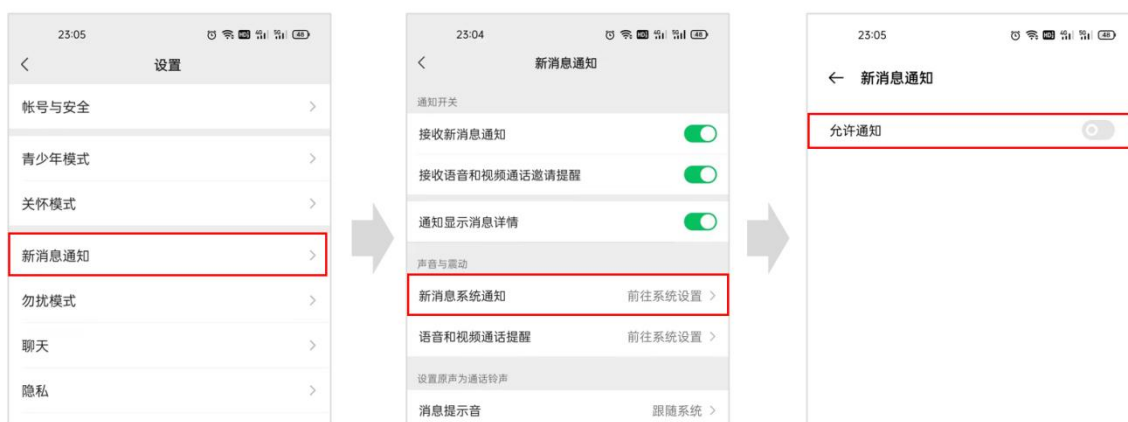 23:05
48
设置
帐号与安全
青少年模式
关怀模式
新消息通知
勿扰模式
聊天
隐私
23:04
48
新消息通知
通知开关
接收新消息通知
接收语音和视频通话邀请提醒
通知显示消息详情
声音与震动
新消息系统通知 前往系统设置
语音和视频通话提醒 前往系统设置
设置原声为通话铃声
消息提示音 跟随系统
23:05
48
新消息通知
允许通知